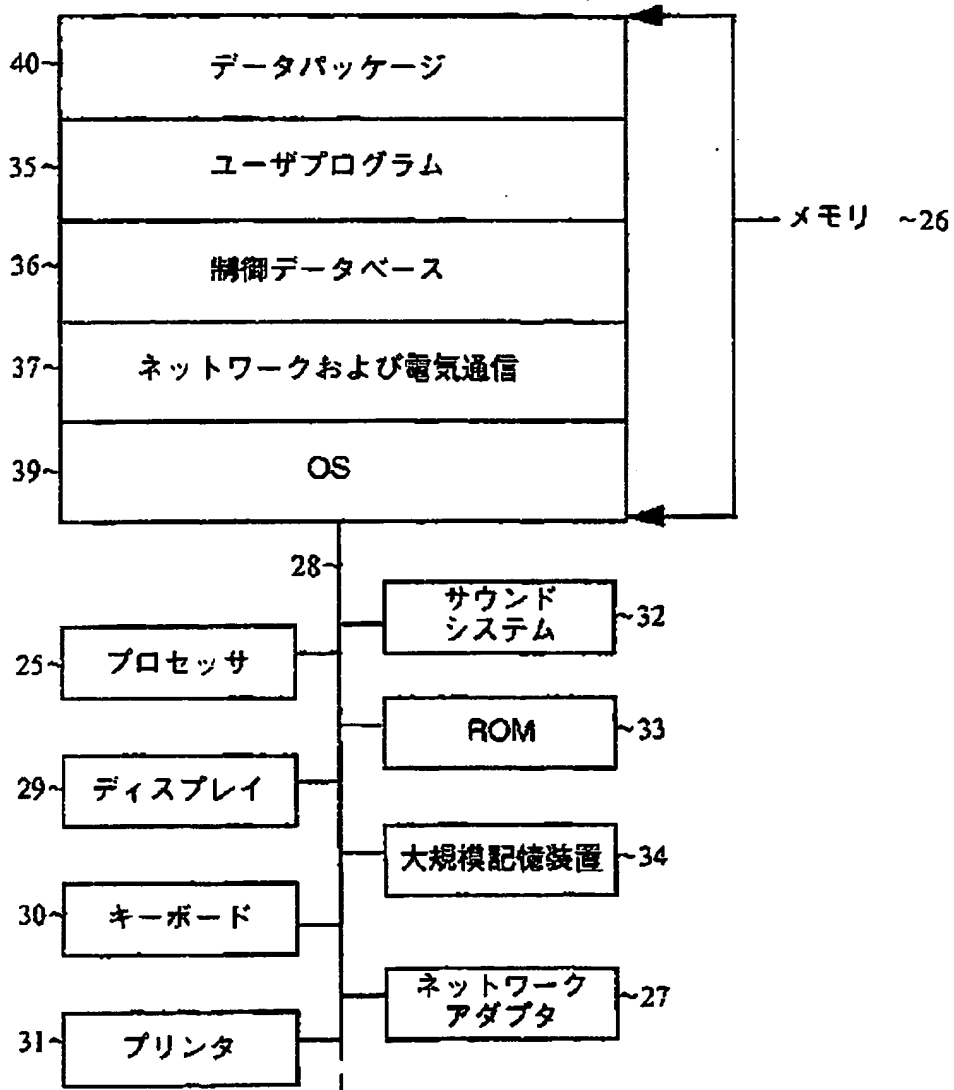 40~ データパッケージ
35~ ユーザプログラム
メモリ ~26
36~ 制御データベース
37~ ネットワークおよび電気通信
39~ OS
28~
サウンド
システム ~32
25~ プロセッサ
ROM ~33
29~ ディスプレイ
大規模記憶装置 ~34
30~ キーボード
ネットワーク
アダプタ ~27
31~ プリンタ